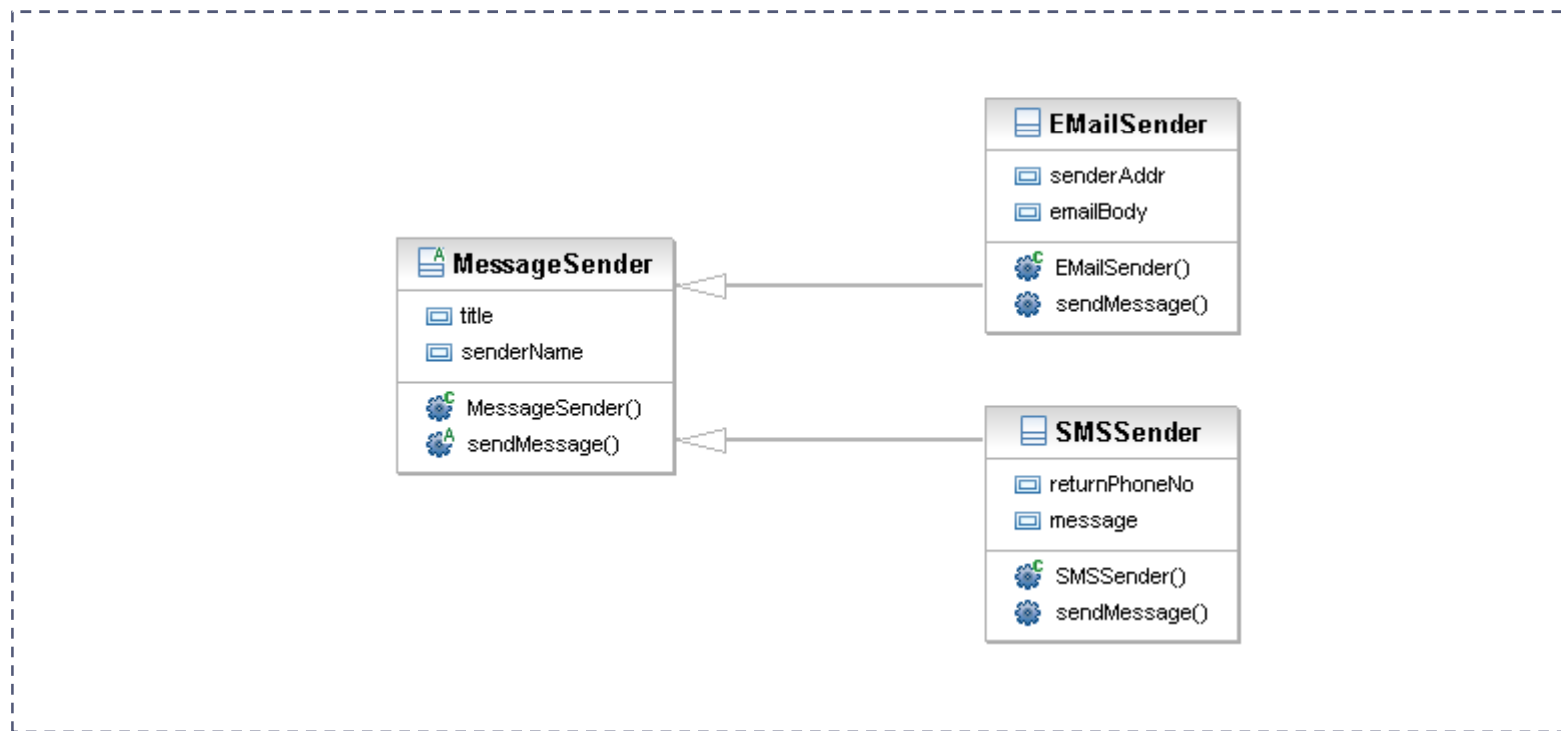 MessageSender
title
senderName
MessageSender()
sendMessage()
EMailSender
senderAddr
emailBody
EMailSender()
sendMessage()
SMSSender
returnPhoneNo
message
SMSSender()
sendMessage()